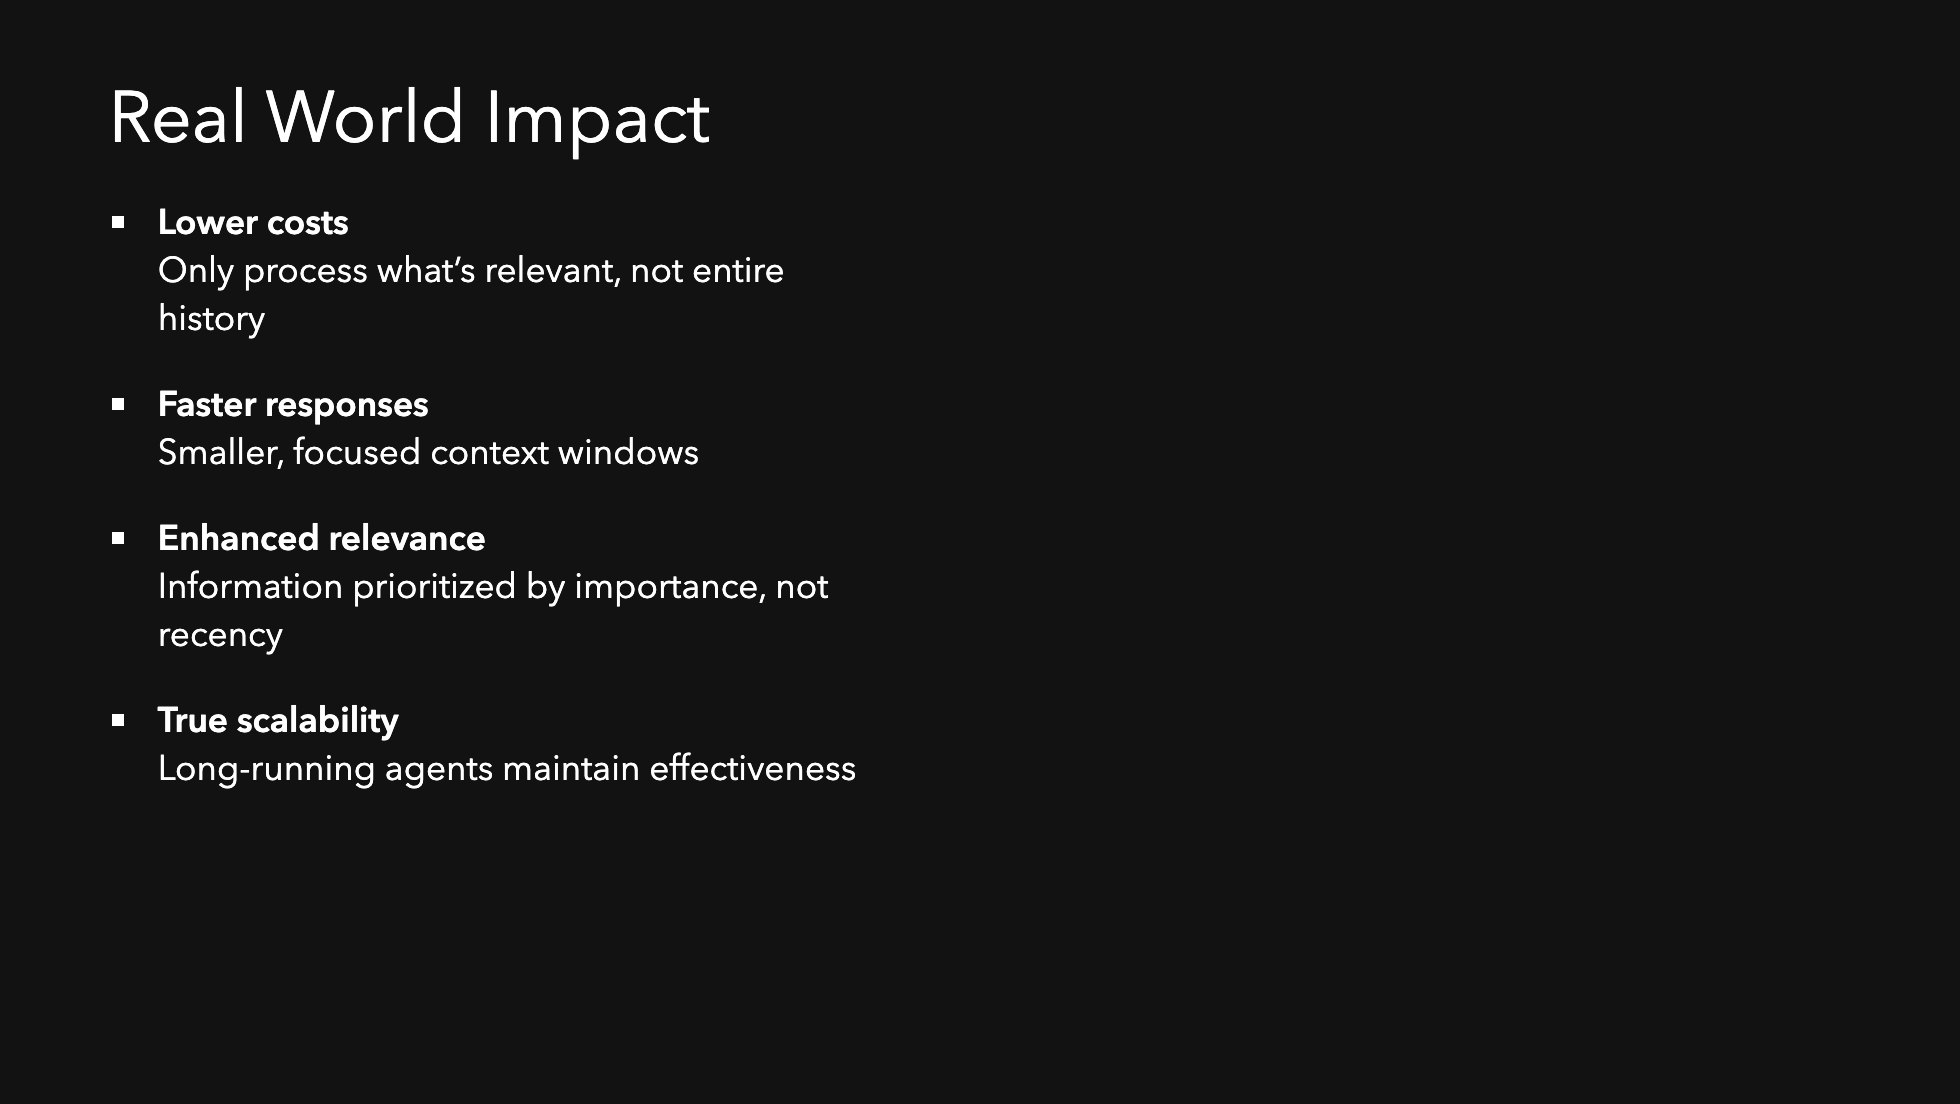 Real World Impact
▪ Lower costs
Only process what’s relevant, not entire
history
▪ Faster responses
Smaller, focused context windows
▪ Enhanced relevance
Information prioritized by importance, not
recency
▪ True scalability
Long-running agents maintain effectiveness